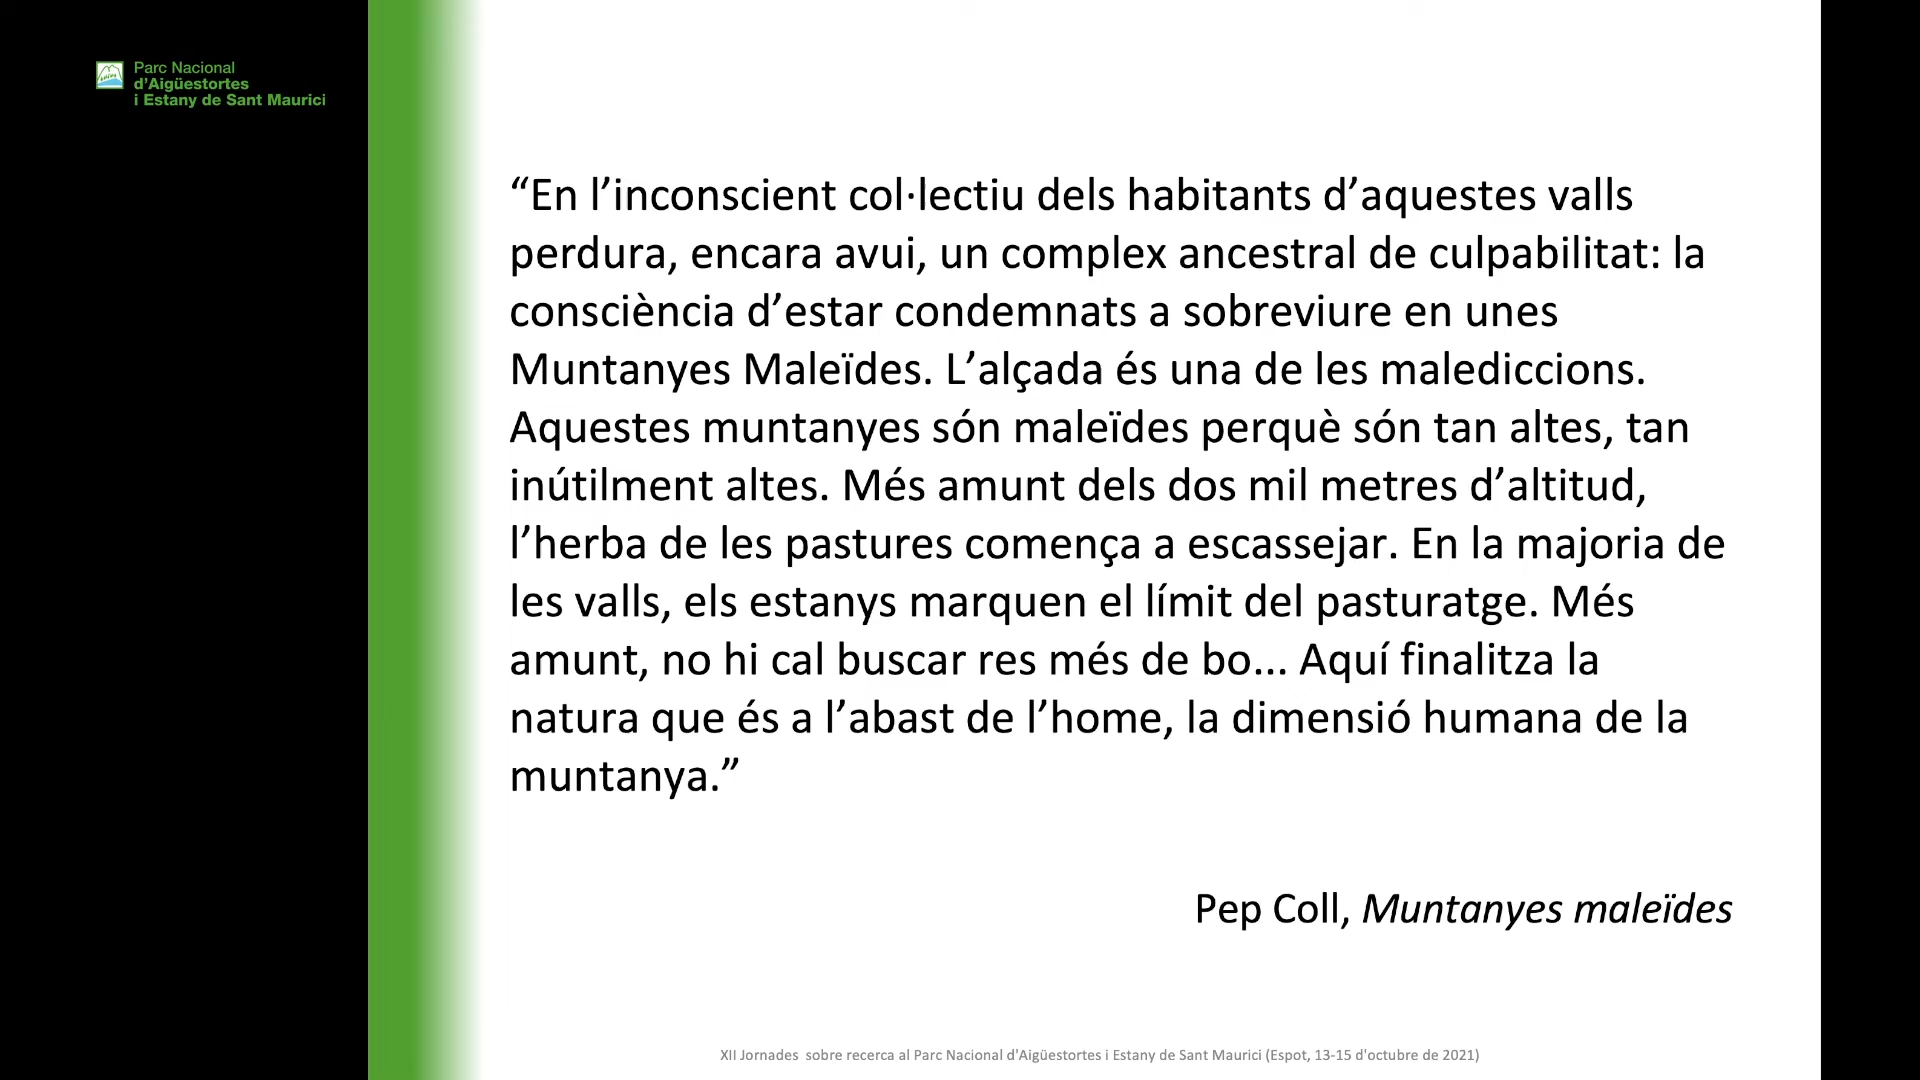 Parc Nacional
d'Aigüestortes
i Estany de Sant Maurici
“En l’inconscient col·lectiu dels habitants d’aquestes valls
perdura, encara avui, un complex ancestral de culpabilitat: la
consciència d’estar condemnats a sobreviure en unes
Muntanyes Maleïdes. L’alçada és una de les malediccions.
Aquestes muntanyes són maleïdes perquè són tan altes, tan
inútilment altes. Més amunt dels dos mil metres d’altitud,
l’herba de les pastures comença a escassejar. En la majoria de
les valls, els estanys marquen el límit del pasturatge. Més
amunt, no hi cal buscar res més de bo... Aquí finalitza la
natura que és a l’abast de l’home, la dimensió humana de la
muntanya.”
Pep Coll, Muntanyes maleïdes
XII Jornades sobre recerca al Parc Nacional d'Aigüestortes i Estany de Sant Maurici (Espot, 13-15 d'octubre de 2021)